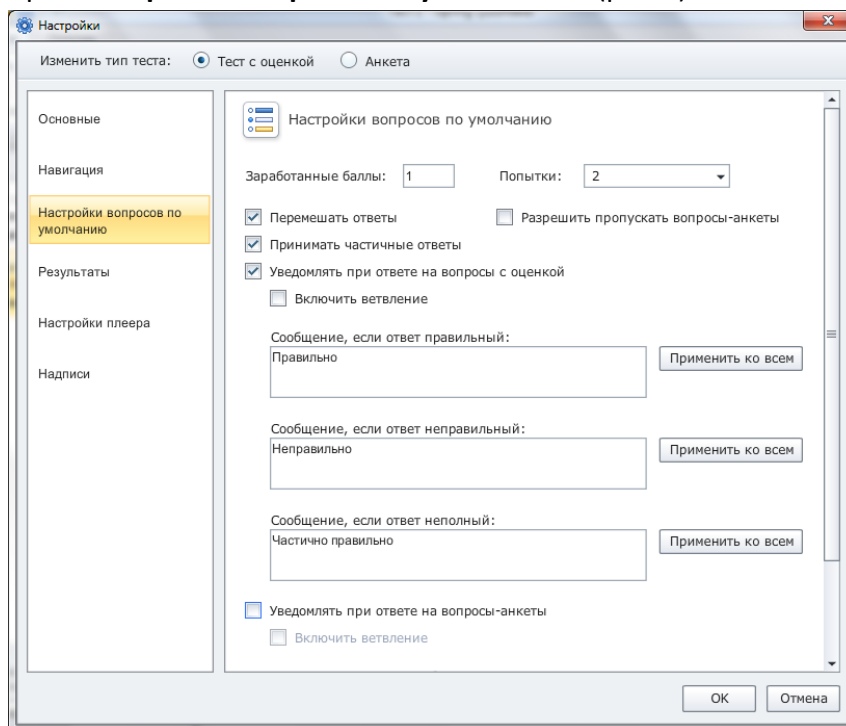 Настройки
Изменить тип теста: Тест с оценкой Анкета
Основные
Навигация
Настройки вопросов по
умолчанию
Результаты
Настройки плеера
Надписи
Настройки вопросов по умолчанию
Заработанные баллы: 1 Попытки: 2
Перемешать ответы Разрешить пропускать вопросы-анкеты
Принимать частичные ответы
Уведомлять при ответе на вопросы с оценкой
Включить ветвление
Сообщение, если ответ правильный:
Правильно Применить ко всем
Сообщение, если ответ неправильный:
Неправильно Применить ко всем
Сообщение, если ответ неполный:
Частично правильно Применить ко всем
Уведомлять при ответе на вопросы-анкеты
Включить ветвление
ОК Отмена